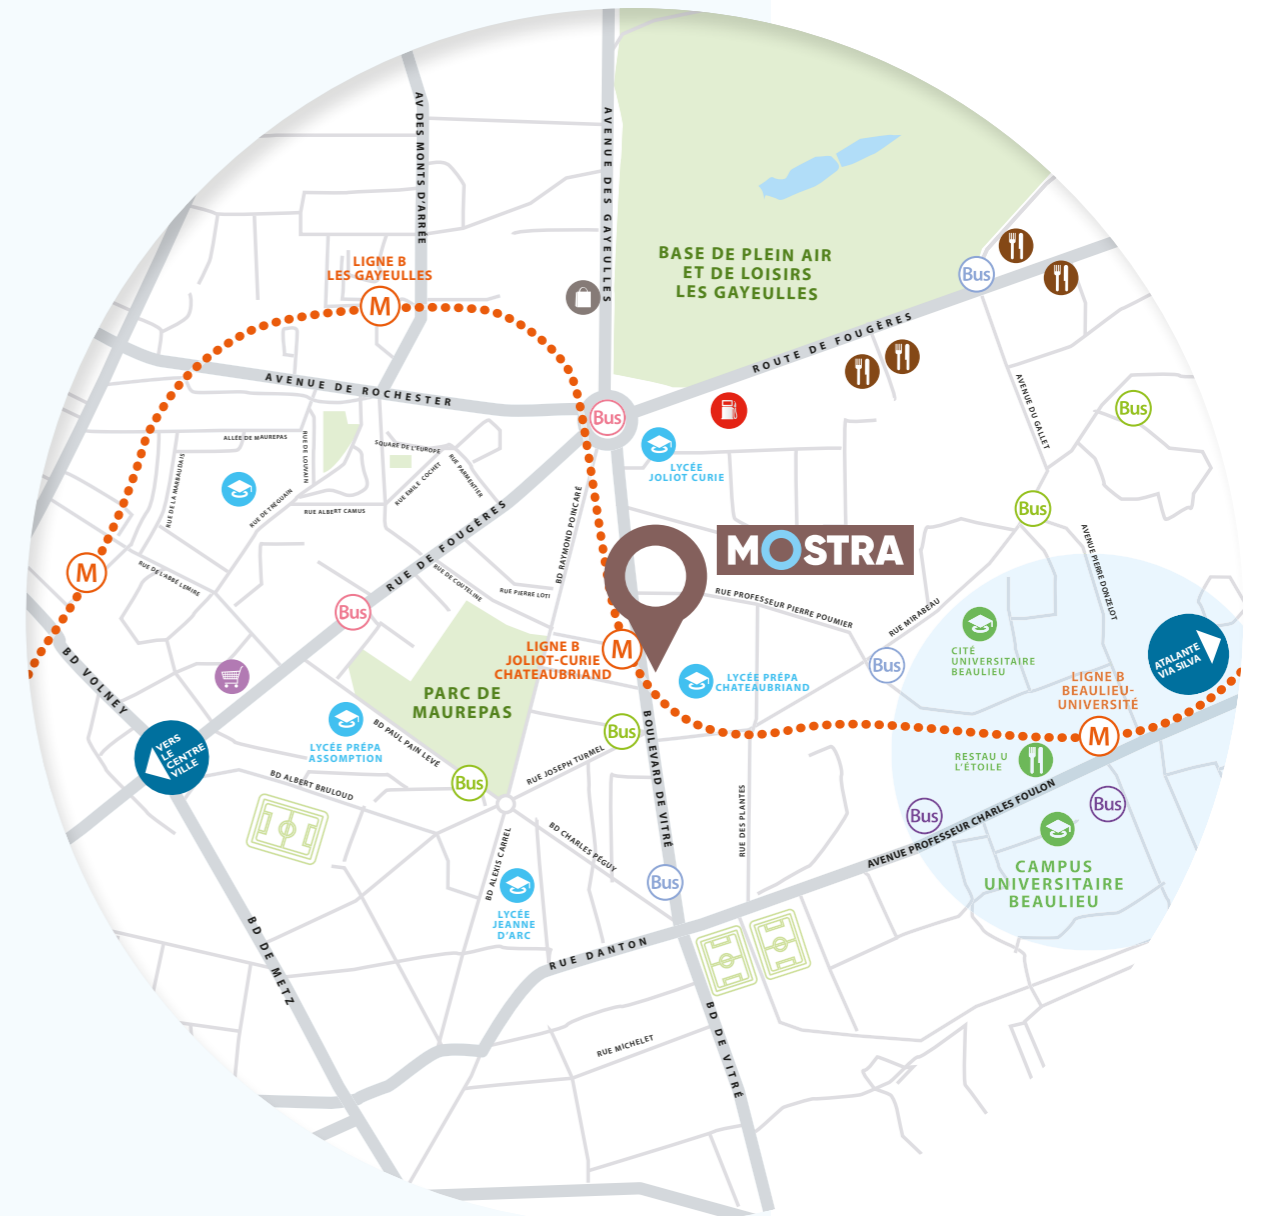 AV DES MONTS D'ARRÉE
AVENUE DES GAYEULLES
LIGNE B
LES GAYEULLES
M
BASE DE PLEIN AIR
ET DE LOISIRS
LES GAYEULLES
Bus
ROUTE DE FOUGÈRES
AVENUE DE ROCHESTER
Bus
AVENUE DU GALLET
Bus
LYCÉE
JOLIOT CURIE
ALLÉE DE MAUREPAS
RUE DE LOUVAIN
SQUARE DE L'EUROPE
RUE PARMENTIER
RUE EMILE COCHET
RUE DE LA MARBAUDAIS
RUE DE TRÉGUAIN
RUE ALBERT CAMUS
RUE DE FOUGÈRES
BD RAYMOND POINCARÉ
Bus
AVENUE PIERRE DONZELOT
MOSTRA
M
RUE DE L'ABBÉ LEMIRE
RUE DE COUTELINE
RUE PIERRE LOTI
RUE PROFESSEUR PIERRE POUMIER
RUE MIRABEAU
Bus
CITÉ
UNIVERSITAIRE
BEAULIEU
ATALANTE
VIA SILVA
LIGNE B
JOLIOT-CURIE
CHATEAUBRIAND
M
Bus
LYCÉE PRÉPA
CHATEAUBRIAND
LIGNE B
BEAULIEU-
UNIVERSITÉ
M
BD VOLNEY
PARC DE
MAUREPAS
BD PAUL PAIN LEVÉ
LYCÉE PRÉPA
ASSOMPTION
VERS
LE
CENTRE
VILLE
Bus
BOULEVARD DE VITRÉ
RUE JOSEPH TURMEL
Bus
BD ALBERT BRULOUD
RESTAU U
L'ÉTOILE
RUE DES PLANTES
AVENUE PROFESSEUR CHARLES FOULON
Bus
Bus
BD CHARLES PÉGUY
BD ALEXIS CARREL
Bus
CAMPUS
UNIVERSITAIRE
BEAULIEU
LYCÉE
JEANNE
D'ARC
RUE DANTON
BD DE METZ
BD DE VITRÉ
RUE MICHELET